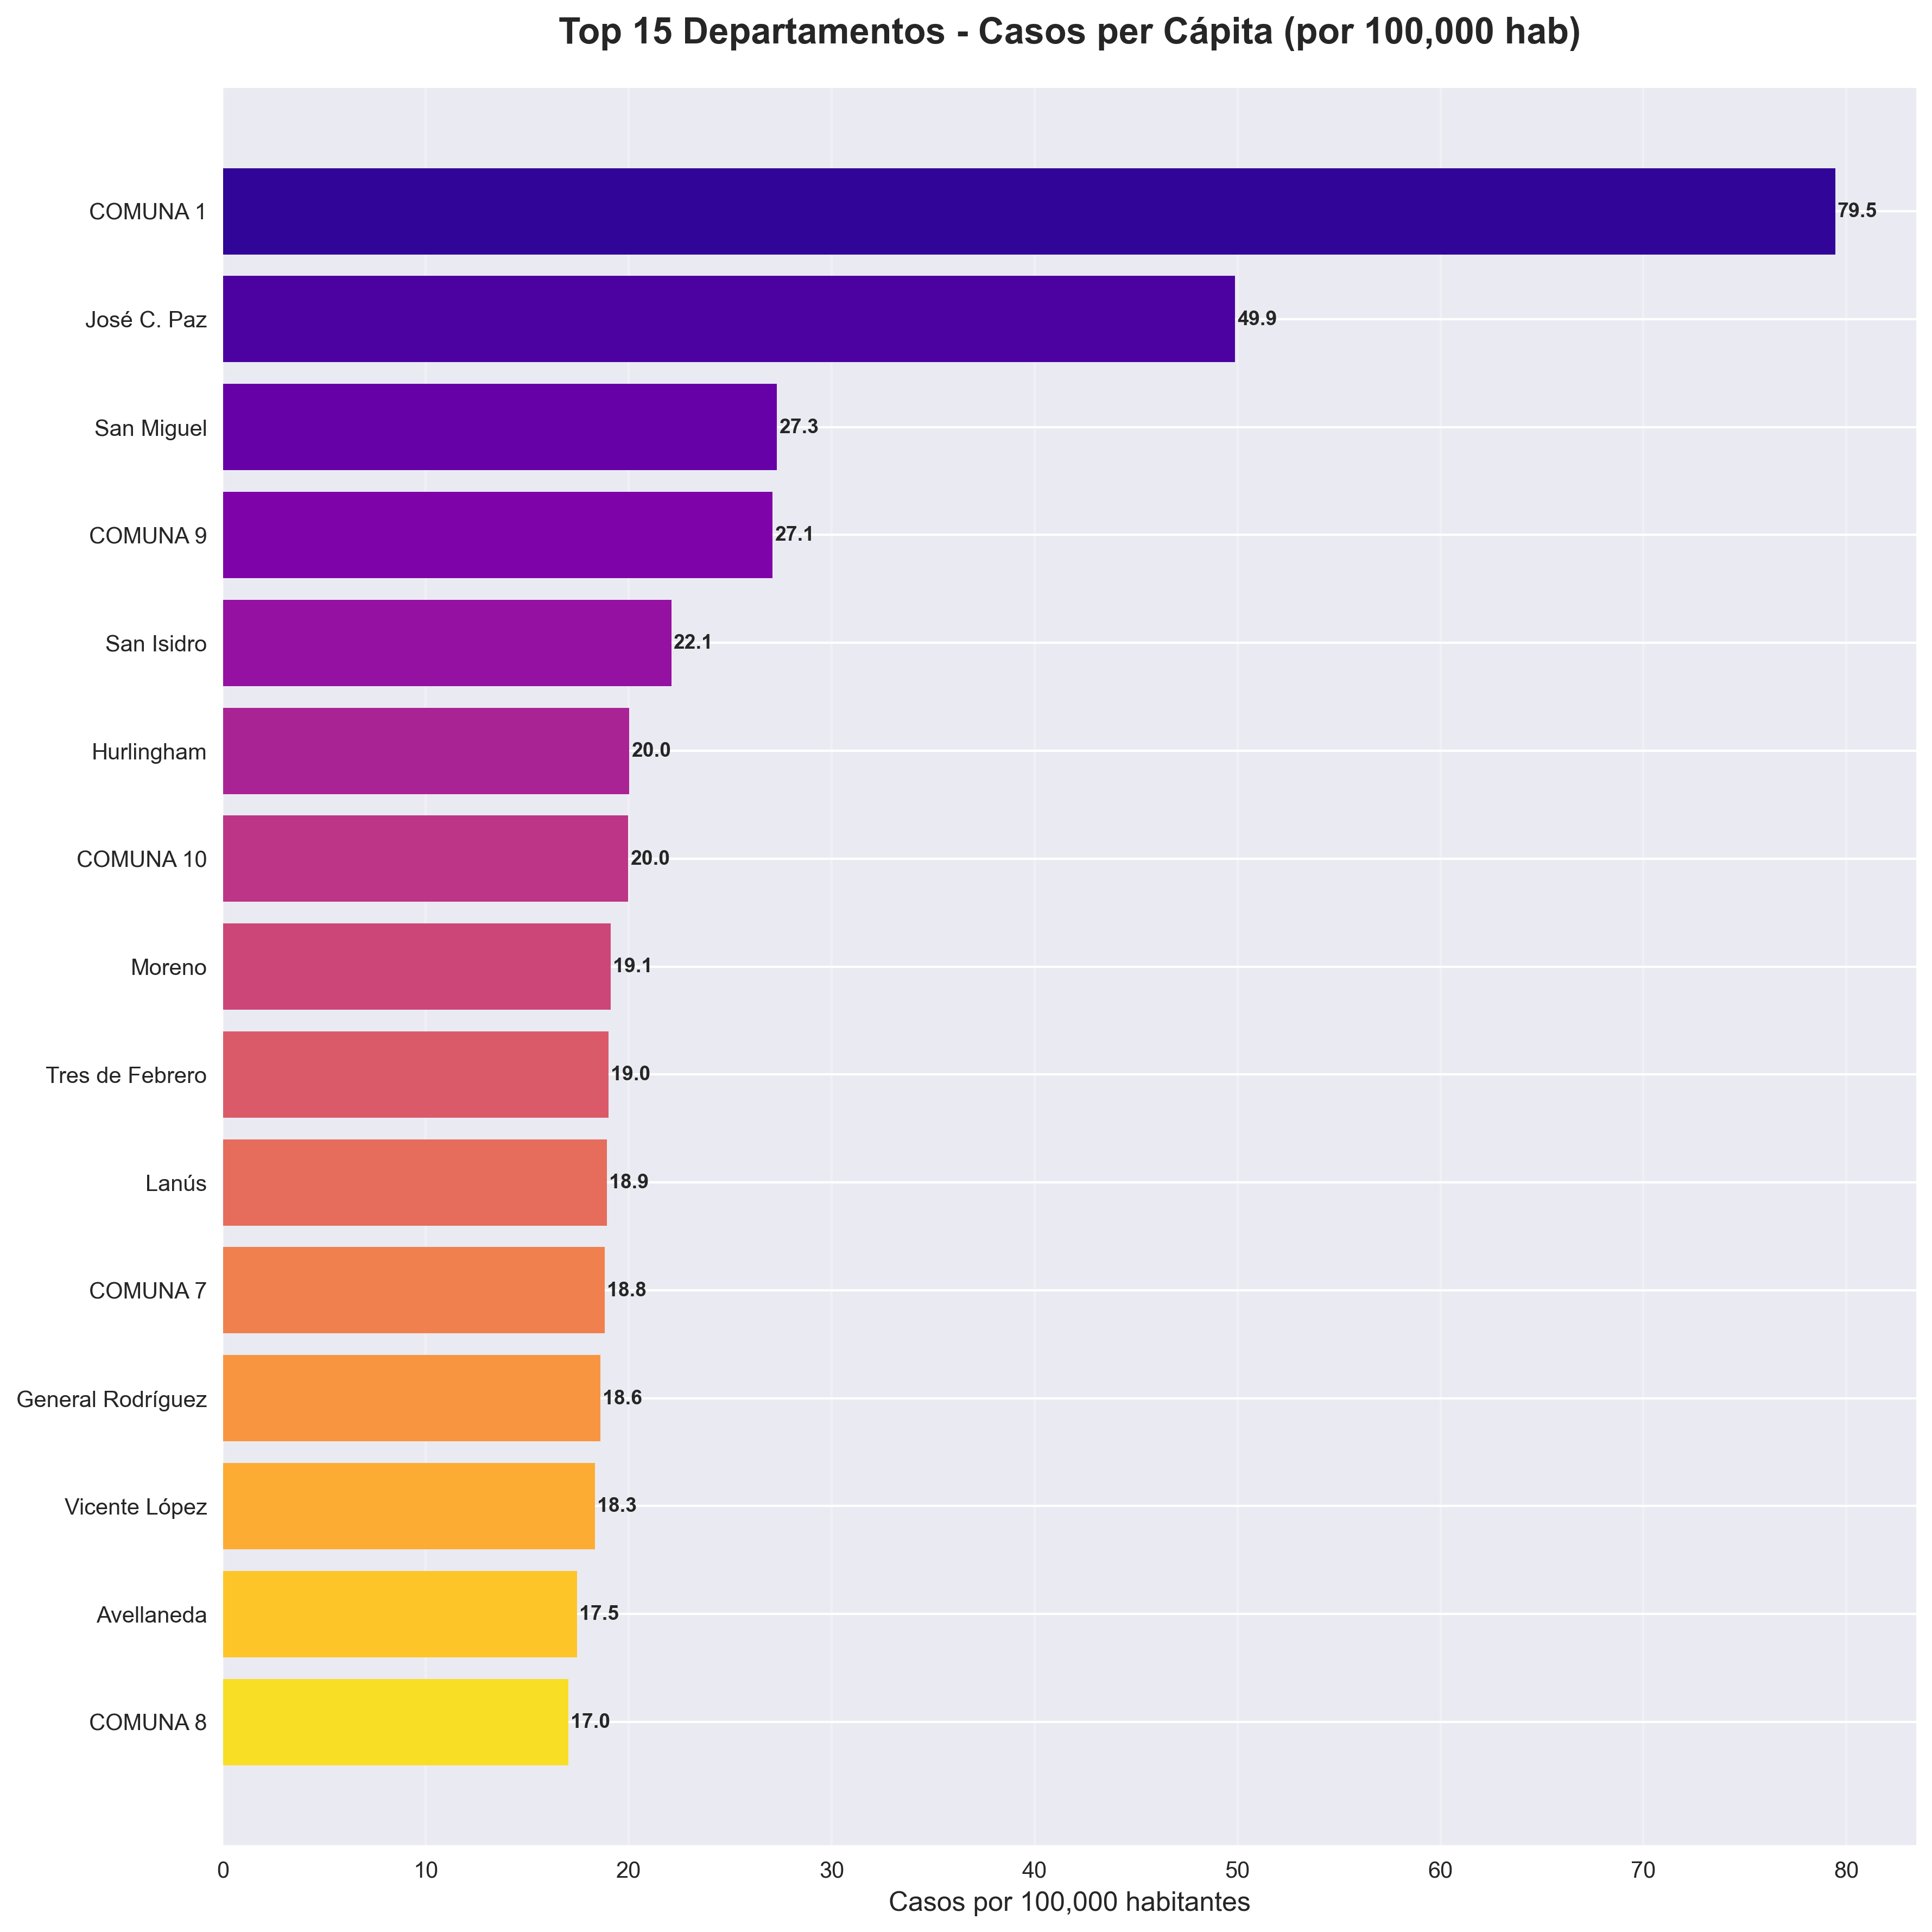 Top 15 Departamentos - Casos per Cápita (por 100,000 hab)
COMUNA 1 79.5
José C. Paz 49.9
San Miguel 27.3
COMUNA 9 27.1
San Isidro 22.1
Hurlingham 20.0
COMUNA 10 20.0
Moreno 19.1
Tres de Febrero 19.0
Lanús 18.9
COMUNA 7 18.8
General Rodríguez 18.6
Vicente López 18.3
Avellaneda 17.5
COMUNA 8 17.0
0 10 20 30 40 50 60 70 80
Casos por 100,000 habitantes